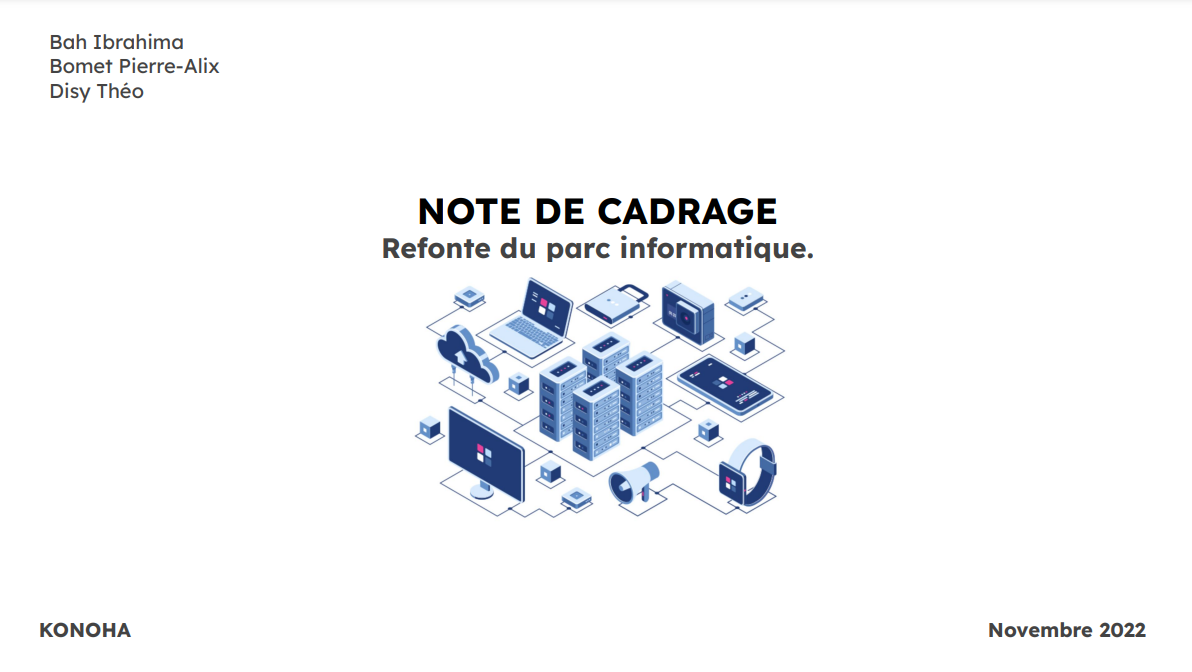 Bah Ibrahima
Bomet Pierre-Alix
Disy Théo
NOTE DE CADRAGE
Refonte du parc informatique.
KONOHA
Novembre 2022